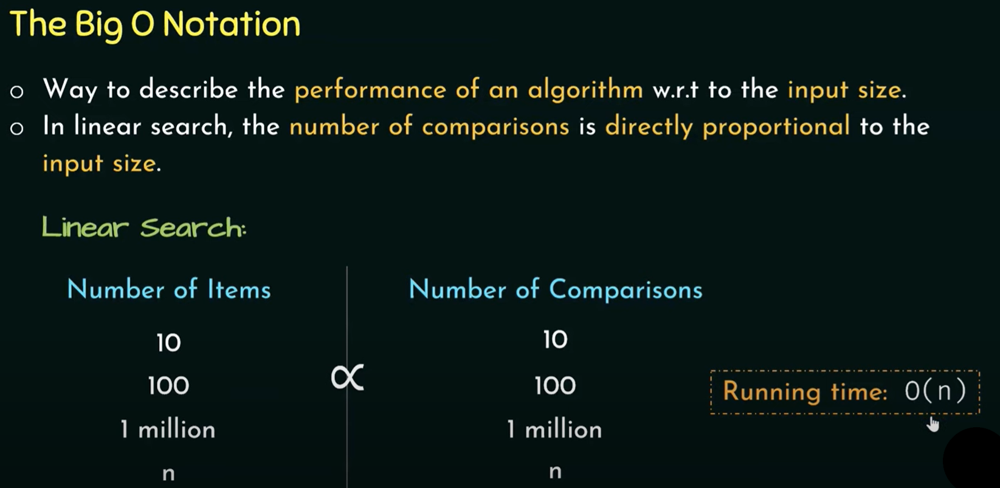 The Big O Notation
○ Way to describe the performance of an algorithm w.r.t to the input size.
○ In linear search, the number of comparisons is directly proportional to the
input size.
Linear Search:
Number of Items
Number of Comparisons
10
10
100
∝
100
Running time: O(n)
1 million
1 million
n
n